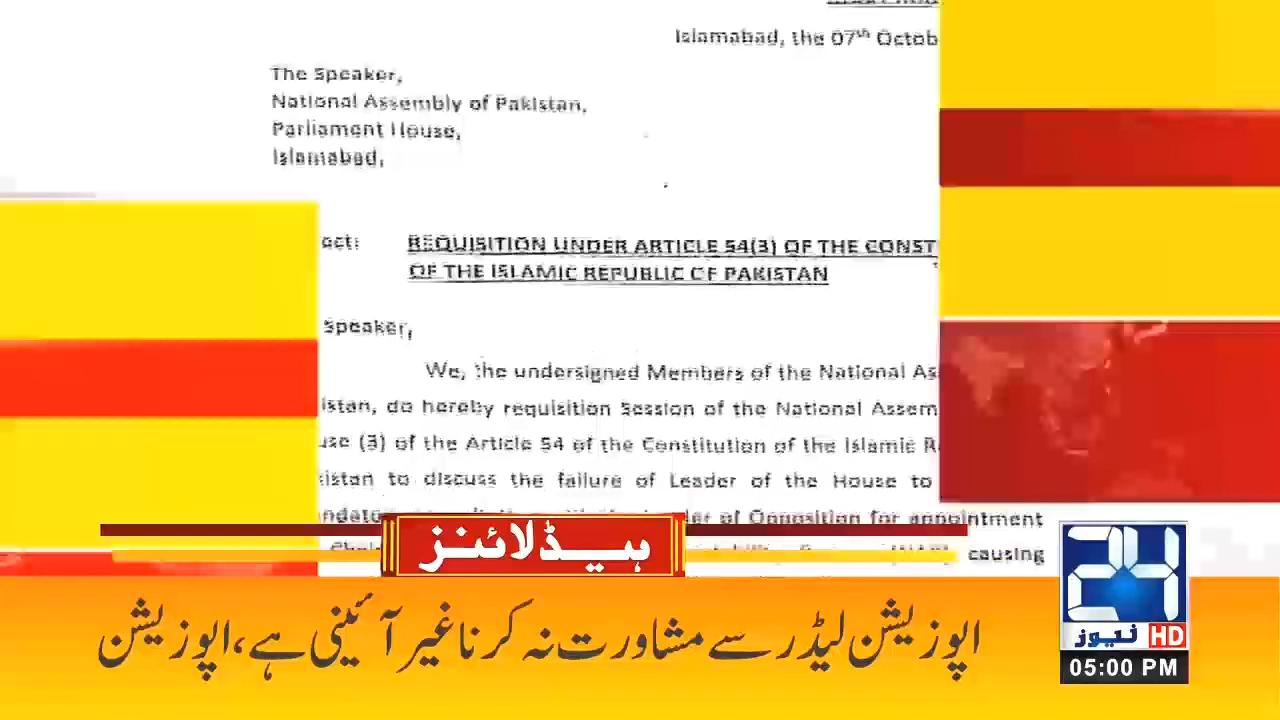 Islamabad, the 07th Octob
The Speaker,
National Assembly of Pakistan,
Parliament House,
Islamabad,
ect:
REQUISITION UNDER ARTICLE 54(3) OF THE CONST
OF THE ISLAMIC REPUBLIC OF PAKISTAN
Speaker,
We, the undersigned Members of the National As
istan, do hereby requisition Session of the National Assem
use (3) of the Article 54 of the Constitution of the Islamic R
kistan to discuss the failure of Leader of the House to
of Opposition for appointment
causing
ہیڈلائنز
اپوزیشن لیڈر سے مشاورت نہ کرنا غیر آئینی ہے، اپوزیشن
24
نیوز HD
05:00 PM